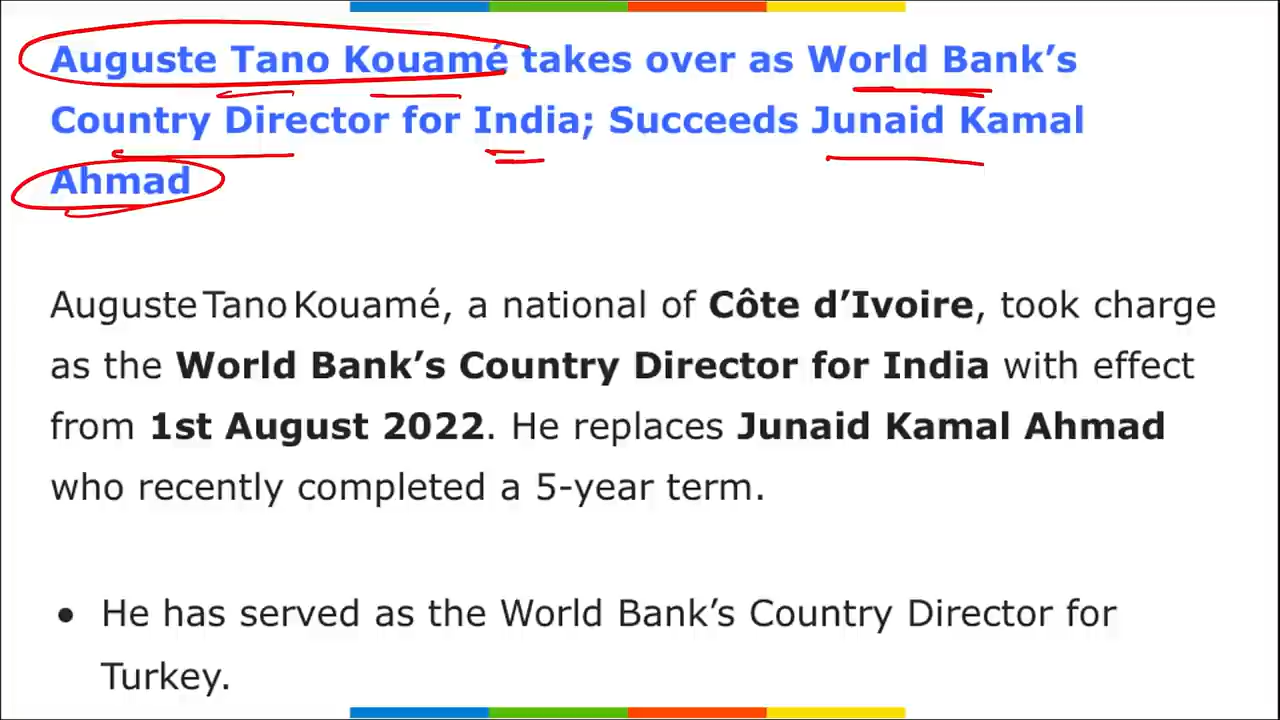 Auguste Tano Kouamé takes over as World Bank’s
Country Director for India; Succeeds Junaid Kamal
Ahmad
Auguste Tano Kouamé, a national of Côte d’Ivoire, took charge
as the World Bank’s Country Director for India with effect
from 1st August 2022. He replaces Junaid Kamal Ahmad
who recently completed a 5-year term.
● He has served as the World Bank’s Country Director for
Turkey.